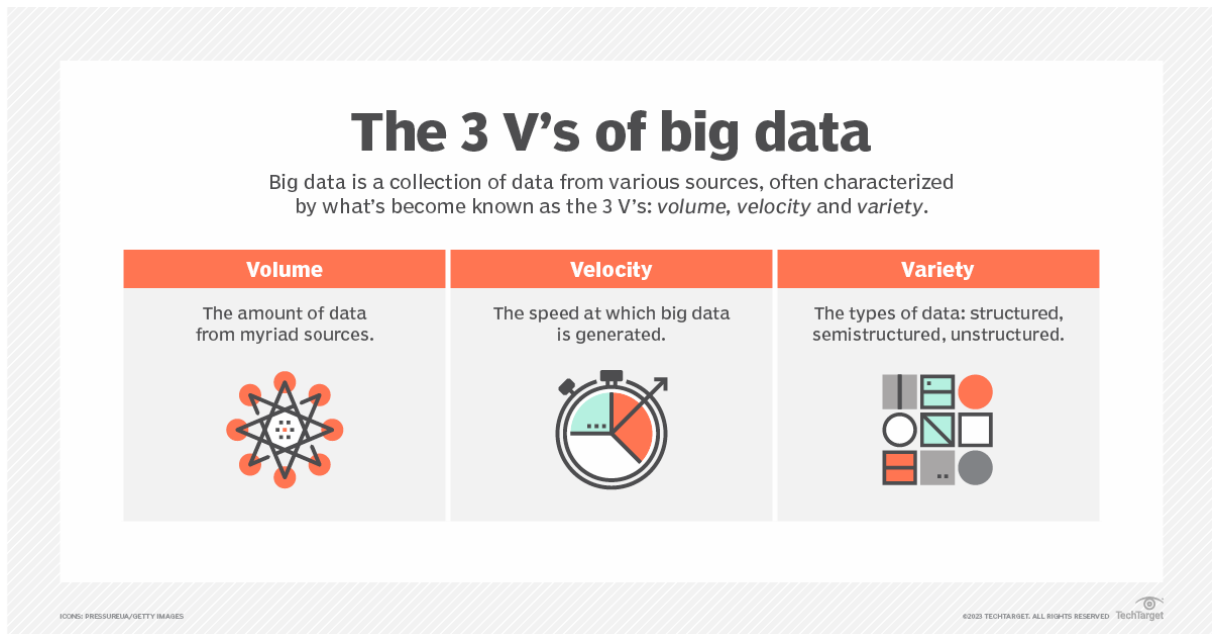 The 3 V's of big data
Big data is a collection of data from various sources, often characterized
by what's become known as the 3 V's: volume, velocity and variety.
Volume
The amount of data
from myriad sources.
Velocity
The speed at which big data
is generated.
Variety
The types of data: structured,
semistructured, unstructured.
ICONS: PRESSUREUA/GETTY IMAGES
©2023 TECHTARGET. ALL RIGHTS RESERVED TechTarget